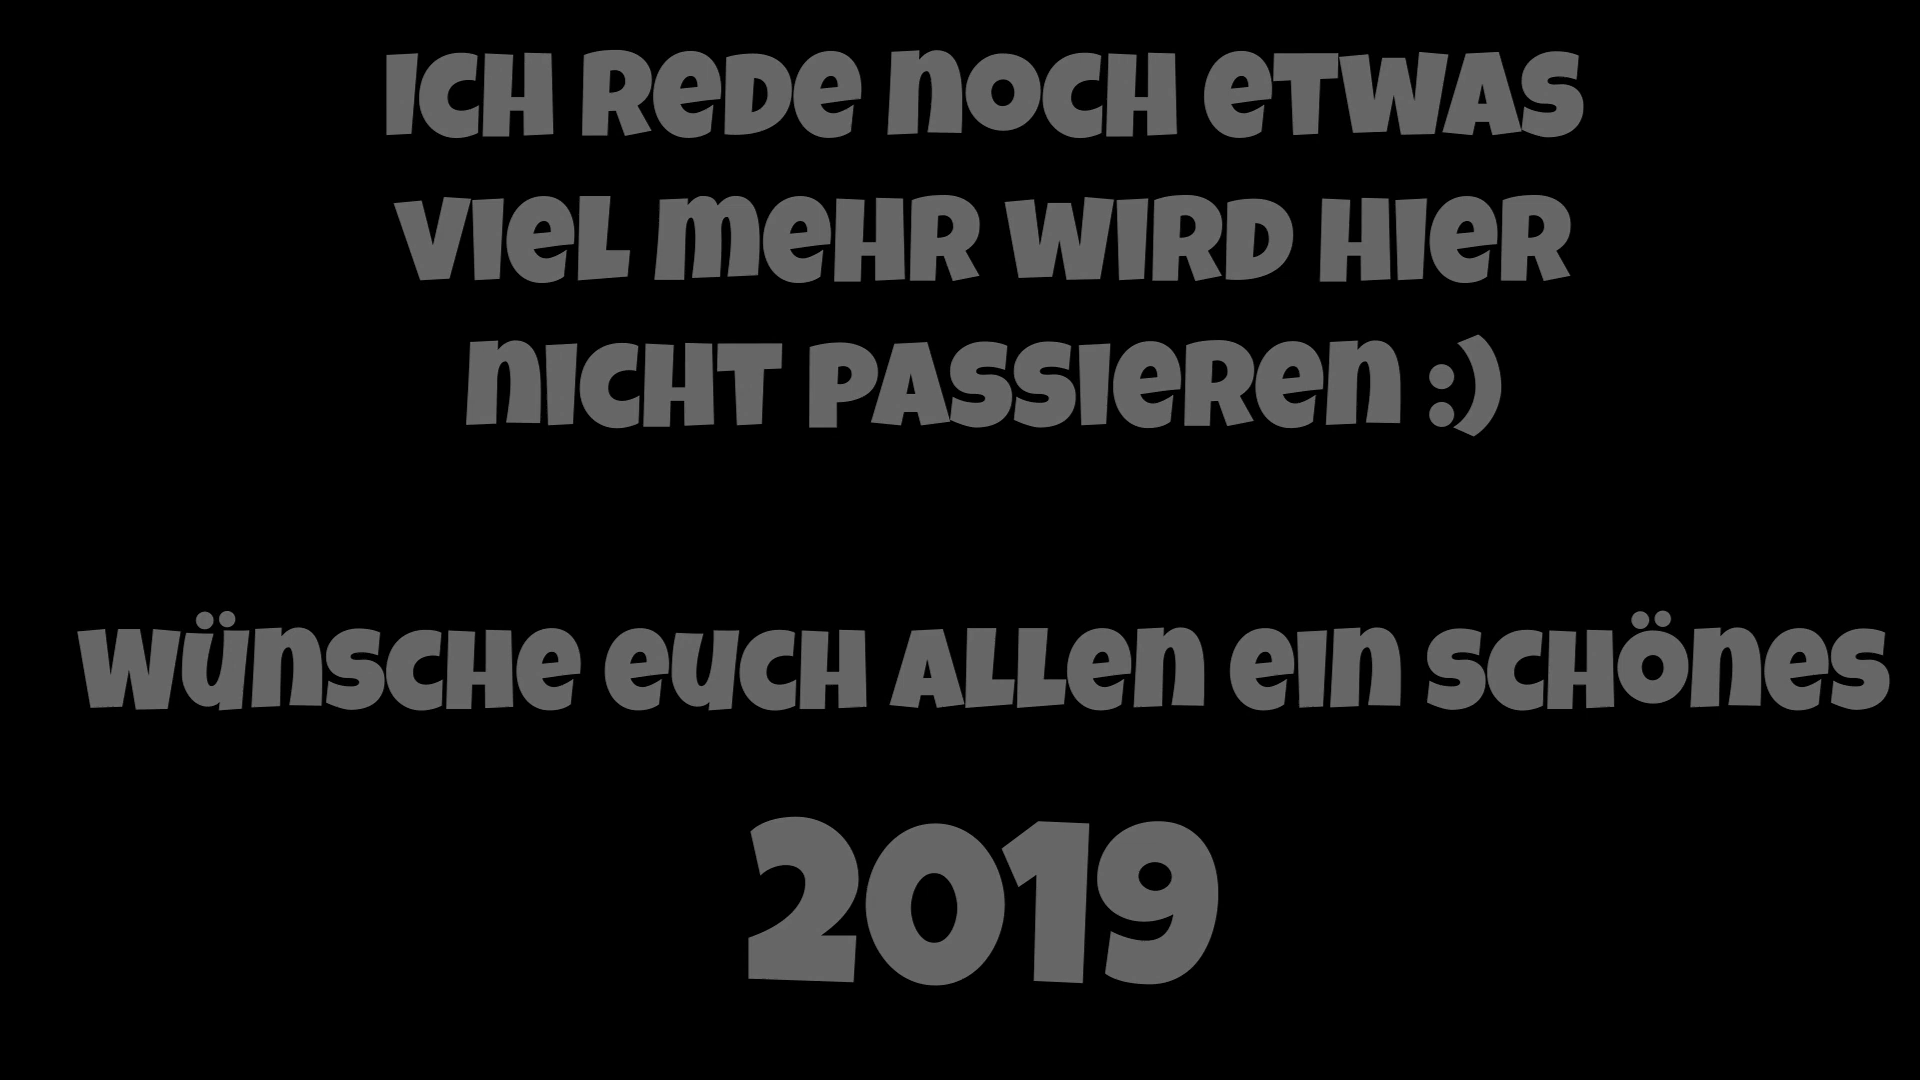 Ich rede noch etwas
viel mehr wird hier
nicht passieren :)
Wünsche euch allen ein schönes
2019